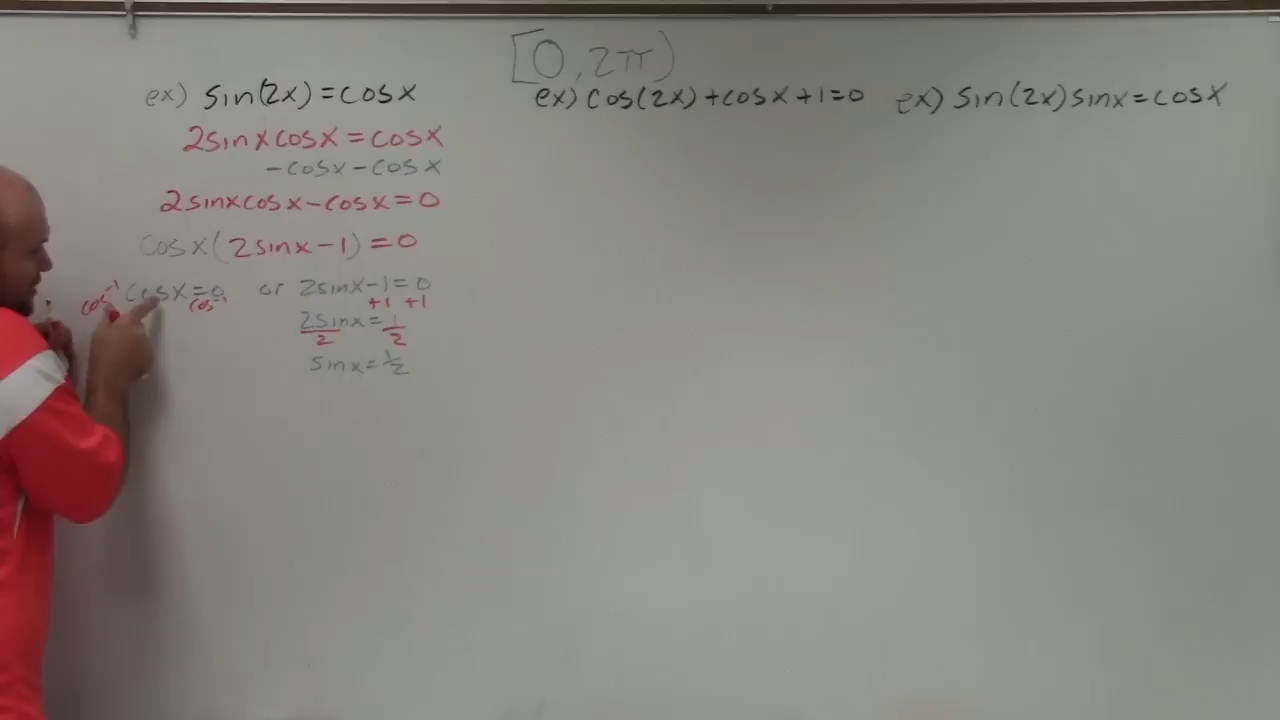 [0, 2π)
ex) sin(2x) = cosx
2sinxcosx = cosx
-cosx -cosx
2sinxcosx - cosx = 0
cosx(2sinx - 1) = 0
cos⁻¹ cosx = 0 cos⁻¹ or 2sinx - 1 = 0
+1 +1
2sinx = 1
2 2
sinx = 1/2
ex) cos(2x) + cosx + 1 = 0
ex) sin(2x) sinx = cosx